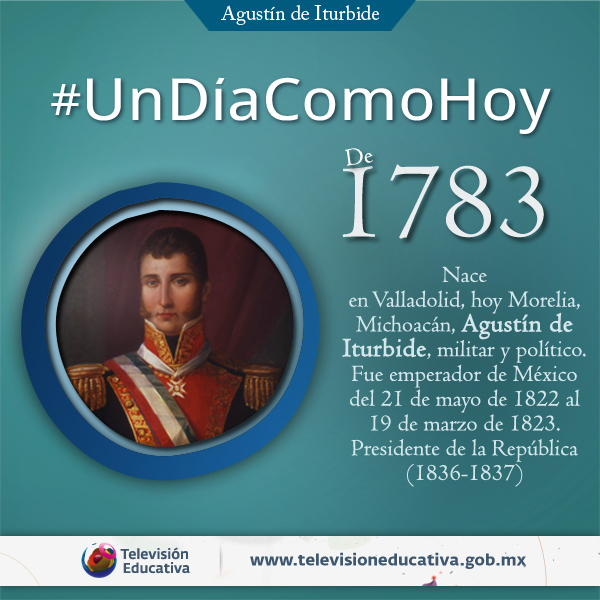 Agustín de Iturbide
#UnDíaComoHoy
De
1783
Nace
en Valladolid, hoy Morelia,
Michoacán, Agustín de
Iturbide, militar y político.
Fue emperador de México
del 21 de mayo de 1822 al
19 de marzo de 1823.
Presidente de la República
(1836-1837)
Televisión
Educativa
www.televisioneducativa.gob.mx